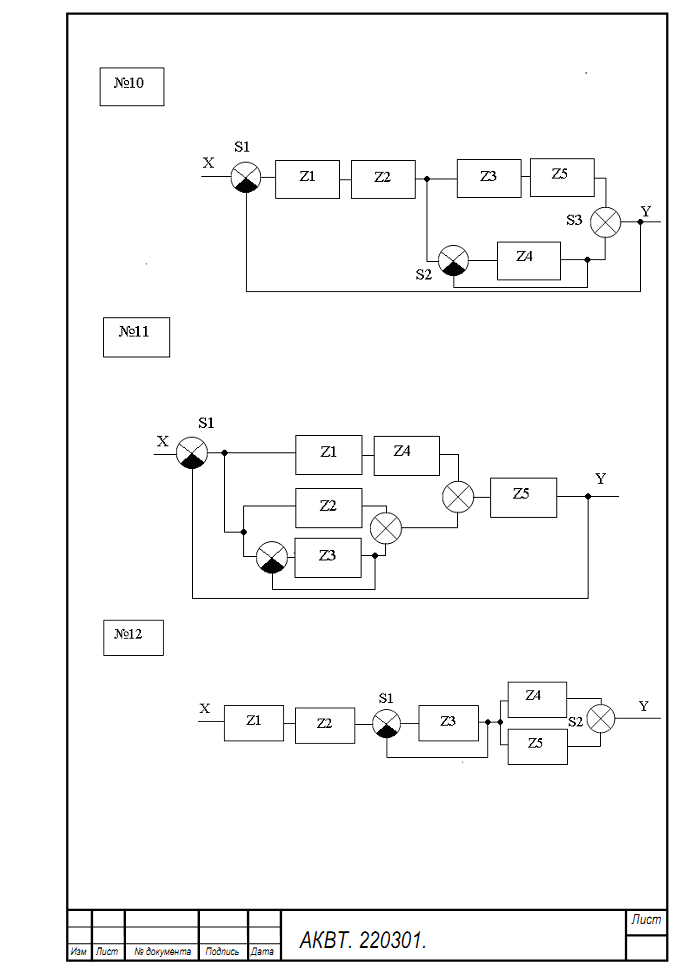 №10
S1
X
Z1
Z2
Z3
Z5
Y
S3
S2
Z4
№11
S1
X
Z1
Z4
Y
Z5
Z2
Z3
№12
X
Z1
Z2
S1
Z3
Z4
Z5
S2
Y
Изм Лист № документа Подпись Дата
АКВТ. 220301.
Лист